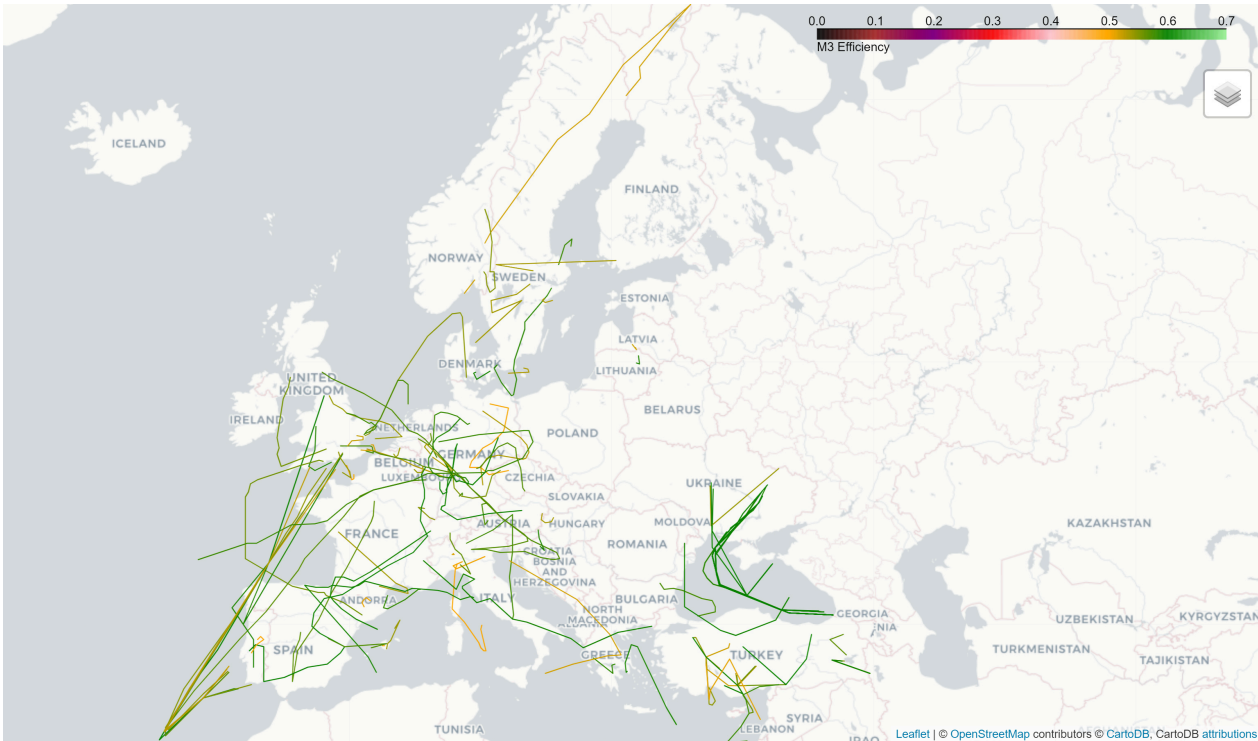 0.0 0.1 0.2 0.3 0.4 0.5 0.6 0.7
M3 Efficiency
ICELAND
FINLAND
NORWAY
SWEDEN
ESTONIA
LATVIA
DENMARK
LITHUANIA
UNITED
KINGDOM
BELARUS
IRELAND
NETHERLANDS
POLAND
GERMANY
BELGIUM
LUXEMBOURG
CZECHIA
UKRAINE
SLOVAKIA
AUSTRIA
HUNGARY
MOLDOVA
KAZAKHSTAN
FRANCE
ROMANIA
CROATIA
BOSNIA
AND
HERZEGOVINA
ANDORRA
ITALY
BULGARIA
NORTH
MACEDONIA
ALBANIA
GEORGIA
UZBEKISTAN
KYRGYZSTAN
ENIA
SPAIN
GREECE
TURKEY
TURKMENISTAN
TAJIKISTAN
SYRIA
TUNISIA
LEBANON
IRAQ
Leaflet | © OpenStreetMap contributors © CartoDB, CartoDB attributions